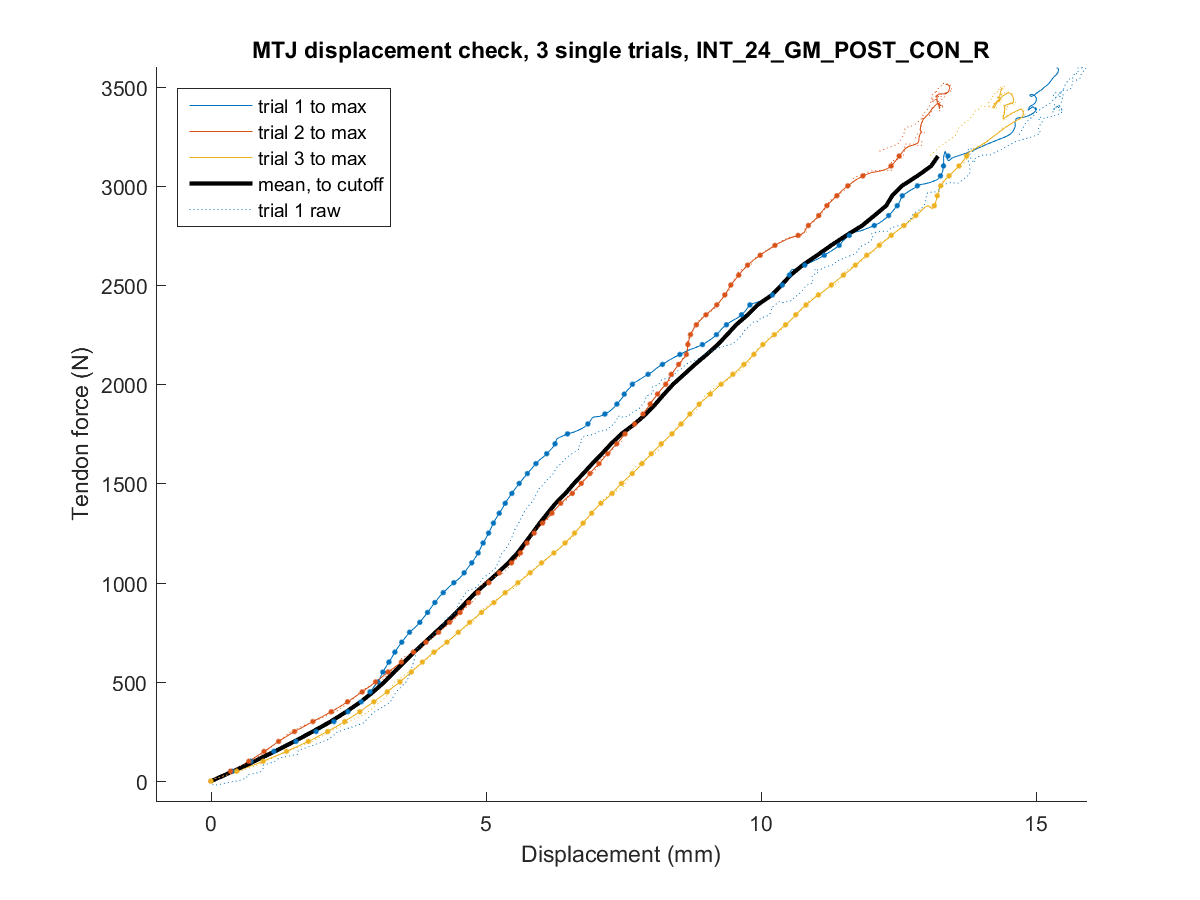 MTJ displacement check, 3 single trials, INT_24_GM_POST_CON_R
trial 1 to max
trial 2 to max
trial 3 to max
mean, to cutoff
trial 1 raw
3500
3000
2500
2000
1500
1000
500
0
Tendon force (N)
0
5
10
15
Displacement (mm)